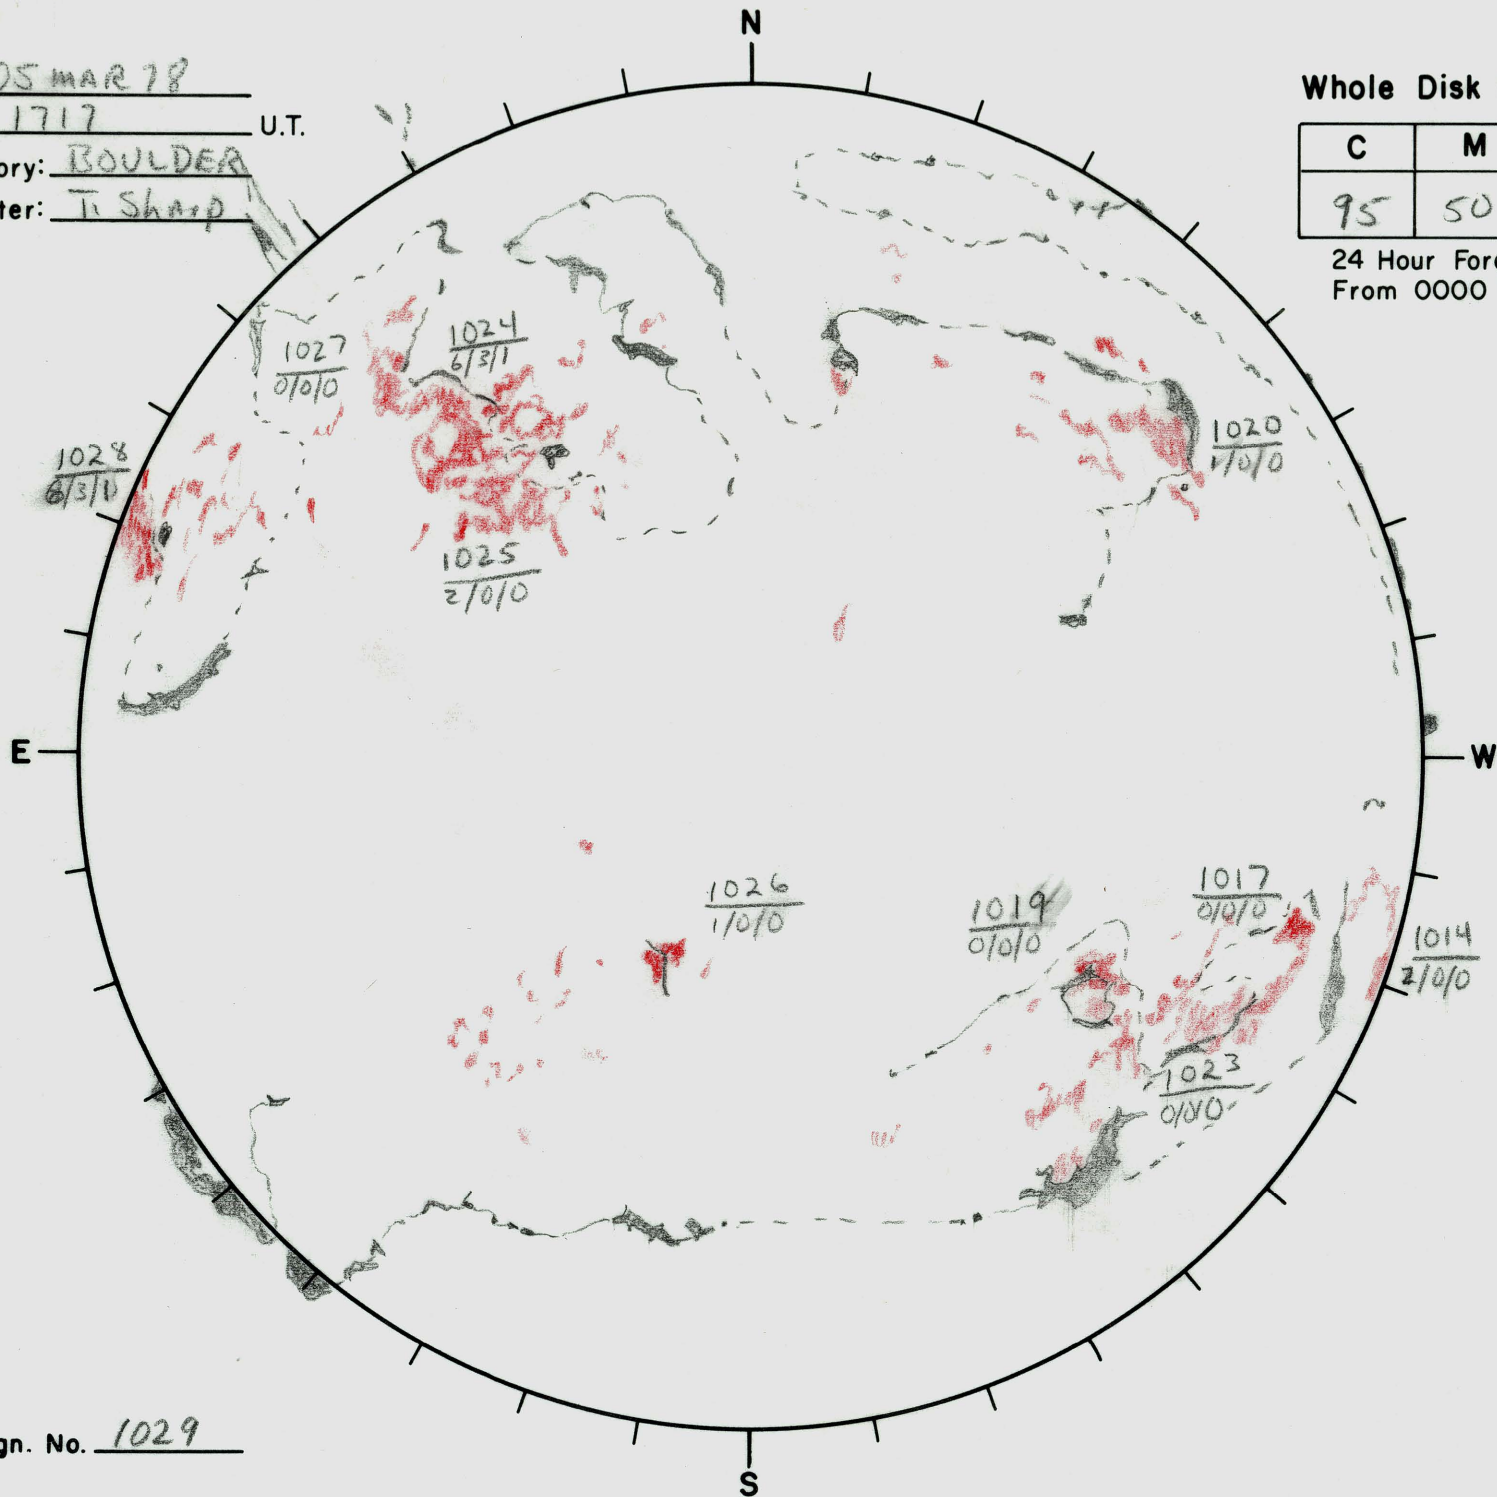 N
05 MAR 78
1717 U.T.
ory: BOULDER
ter: T. Sharp
Whole Disk
C M
95 50
24 Hour Fore
From 0000
1027
0/0/0
1024
6/3/1
1028
6/3/1
1020
1/0/0
1025
2/0/0
E
W
1026
1/0/0
1019
0/0/0
1017
0/0/0
1014
2/0/0
1023
0/0/0
gn. No. 1029
S